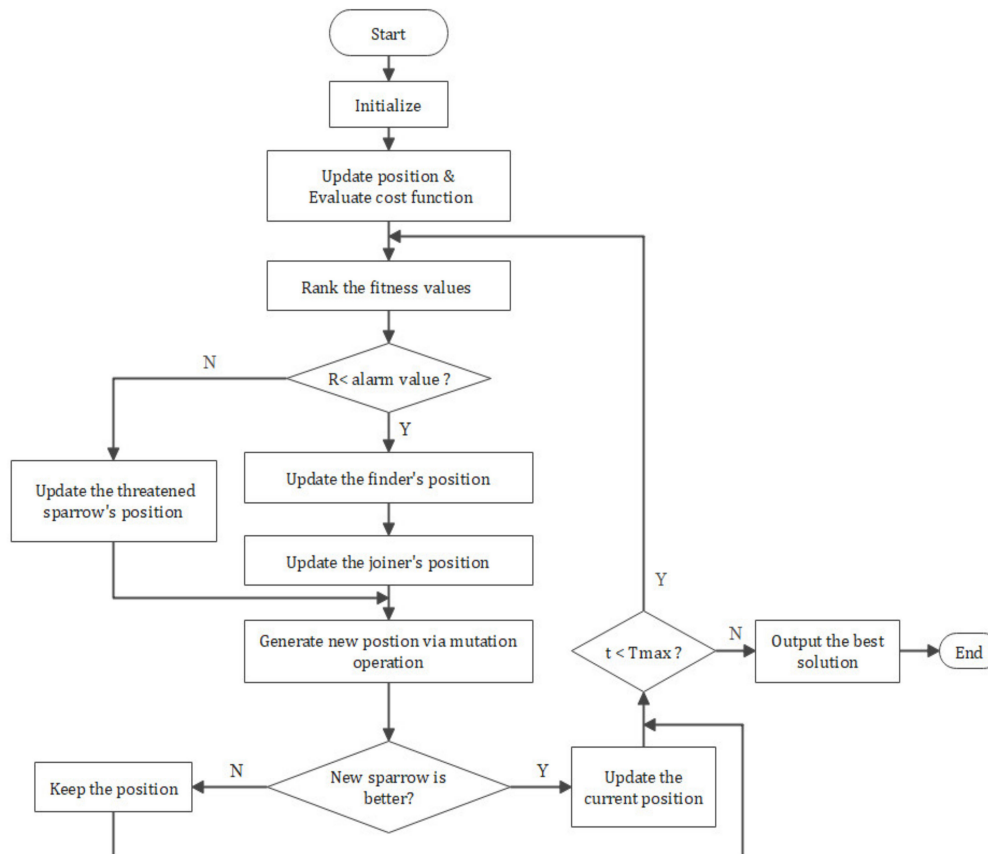 Start
Initialize
Update position &
Evaluate cost function
Rank the fitness values
N
R< alarm value ?
Y
Update the threatened
sparrow's position
Update the finder's position
Update the joiner's position
Generate new postion via mutation
operation
Y
t < Tmax ?
N
Output the best
solution
End
Keep the position
N
New sparrow is
better?
Y
Update the
current position